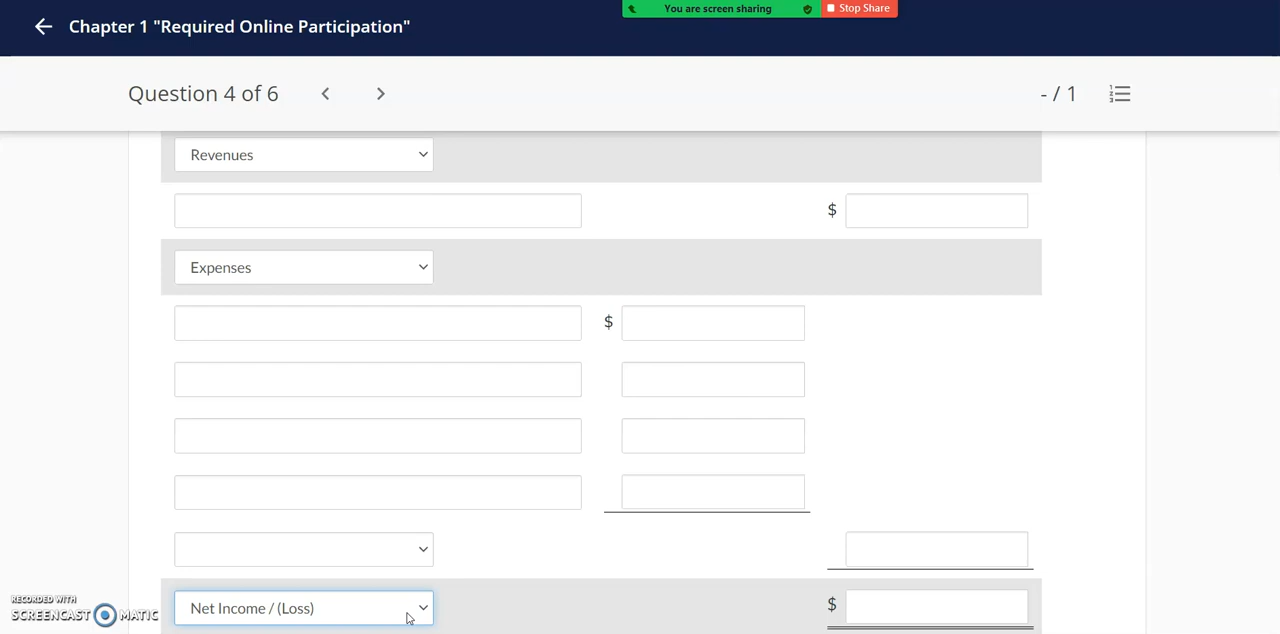 You are screen sharing
Stop Share
Chapter 1 "Required Online Participation"
Question 4 of 6
- / 1
Revenues
$
Expenses
$
Net Income / (Loss)
$
RECORDED WITH
SCREENCAST MATIC